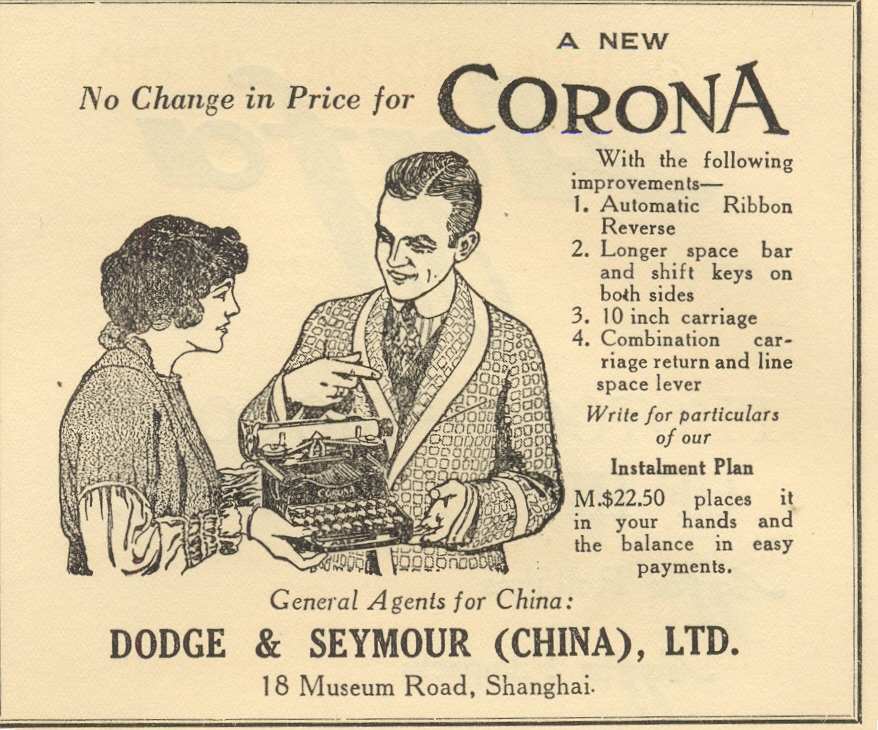 A NEW
No Change in Price for CORONA
With the following
improvements—
1. Automatic Ribbon
Reverse
2. Longer space bar
and shift keys on
both sides
3. 10 inch carriage
4. Combination car-
riage return and line
space lever
Write for particulars
of our
Instalment Plan
M.$22.50 places it
in your hands and
the balance in easy
payments.
CORONA
General Agents for China:
DODGE & SEYMOUR (CHINA), LTD.
18 Museum Road, Shanghai.